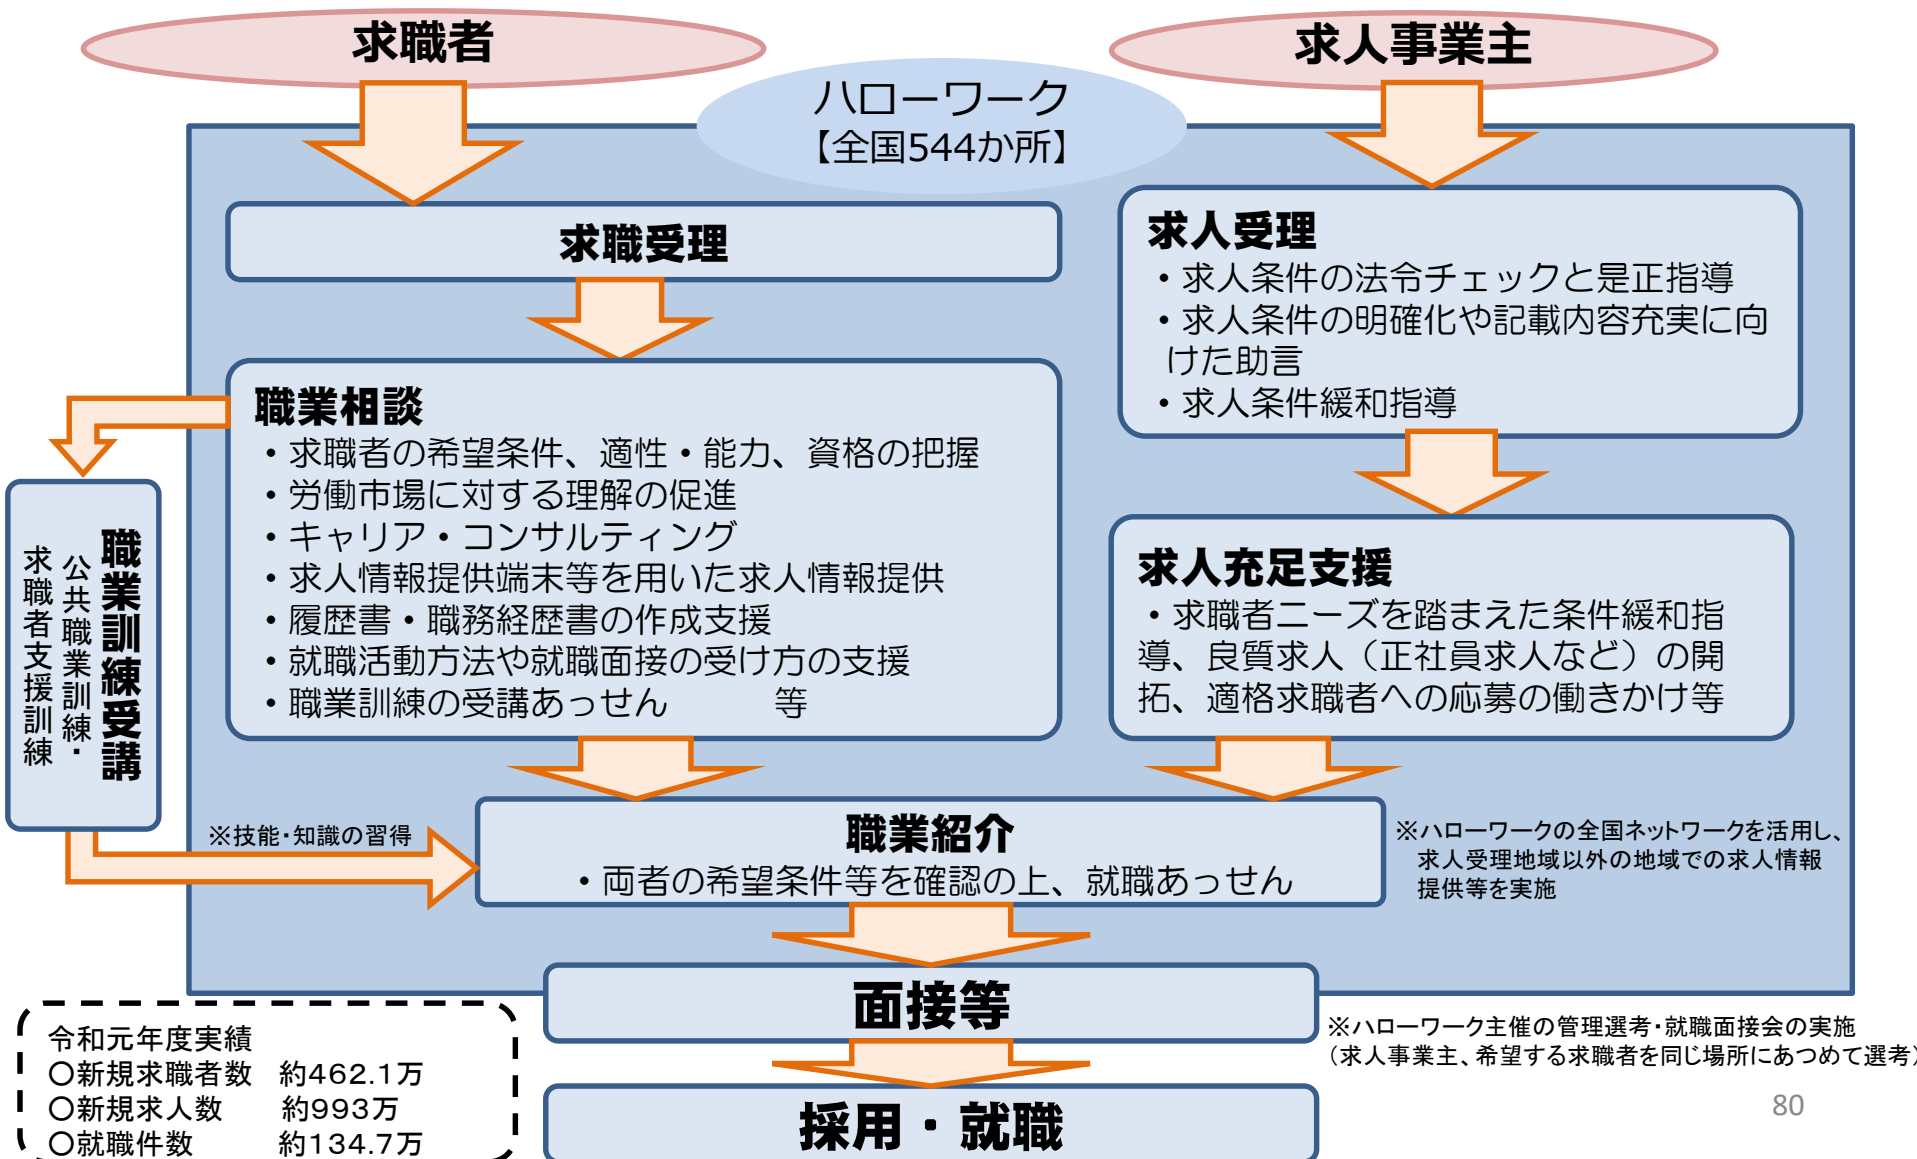 求職者
求人事業主
ハローワーク
【全国544か所】
求職受理
職業相談
・求職者の希望条件、適性・能力、資格の把握
・労働市場に対する理解の促進
・キャリア・コンサルティング
・求人情報提供端末等を用いた求人情報提供
・履歴書・職務経歴書の作成支援
・就職活動方法や就職面接の受け方の支援
・職業訓練の受講あっせん　　　等
求人受理
・求人条件の法令チェックと是正指導
・求人条件の明確化や記載内容充実に向
けた助言
・求人条件緩和指導
求人充足支援
・求職者ニーズを踏まえた条件緩和指
導、良質求人（正社員求人など）の開
拓、適格求職者への応募の働きかけ等
職業訓練受講
公共職業訓練・
求職者支援訓練
※技能・知識の習得
職業紹介
・両者の希望条件等を確認の上、就職あっせん
※ハローワークの全国ネットワークを活用し、
求人受理地域以外の地域での求人情報
提供等を実施
面接等
※ハローワーク主催の管理選考・就職面接会の実施
（求人事業主、希望する求職者を同じ場所にあつめて選考）
採用・就職
令和元年度実績
○新規求職者数　約462.1万
○新規求人数　　約993万
○就職件数　　　約134.7万
80